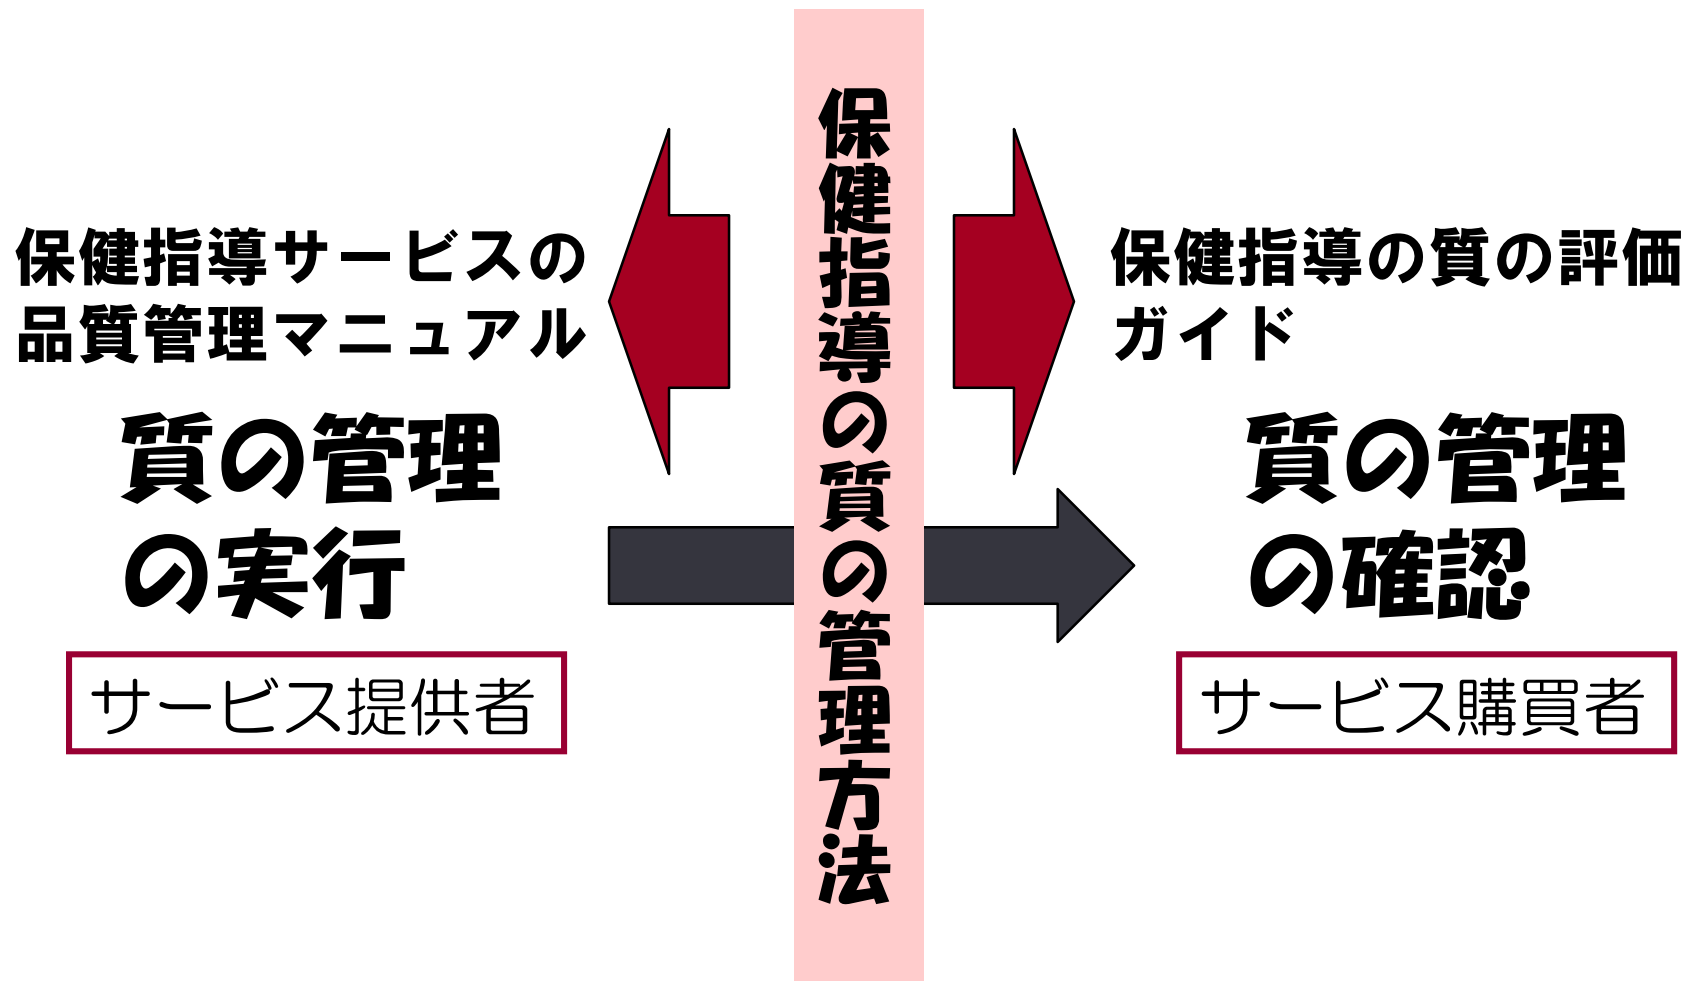 保健指導サービスの
品質管理マニュアル
質の管理
の実行
サービス提供者
保健指導の質の管理方法
保健指導の質の評価
ガイド
質の管理
の確認
サービス購買者